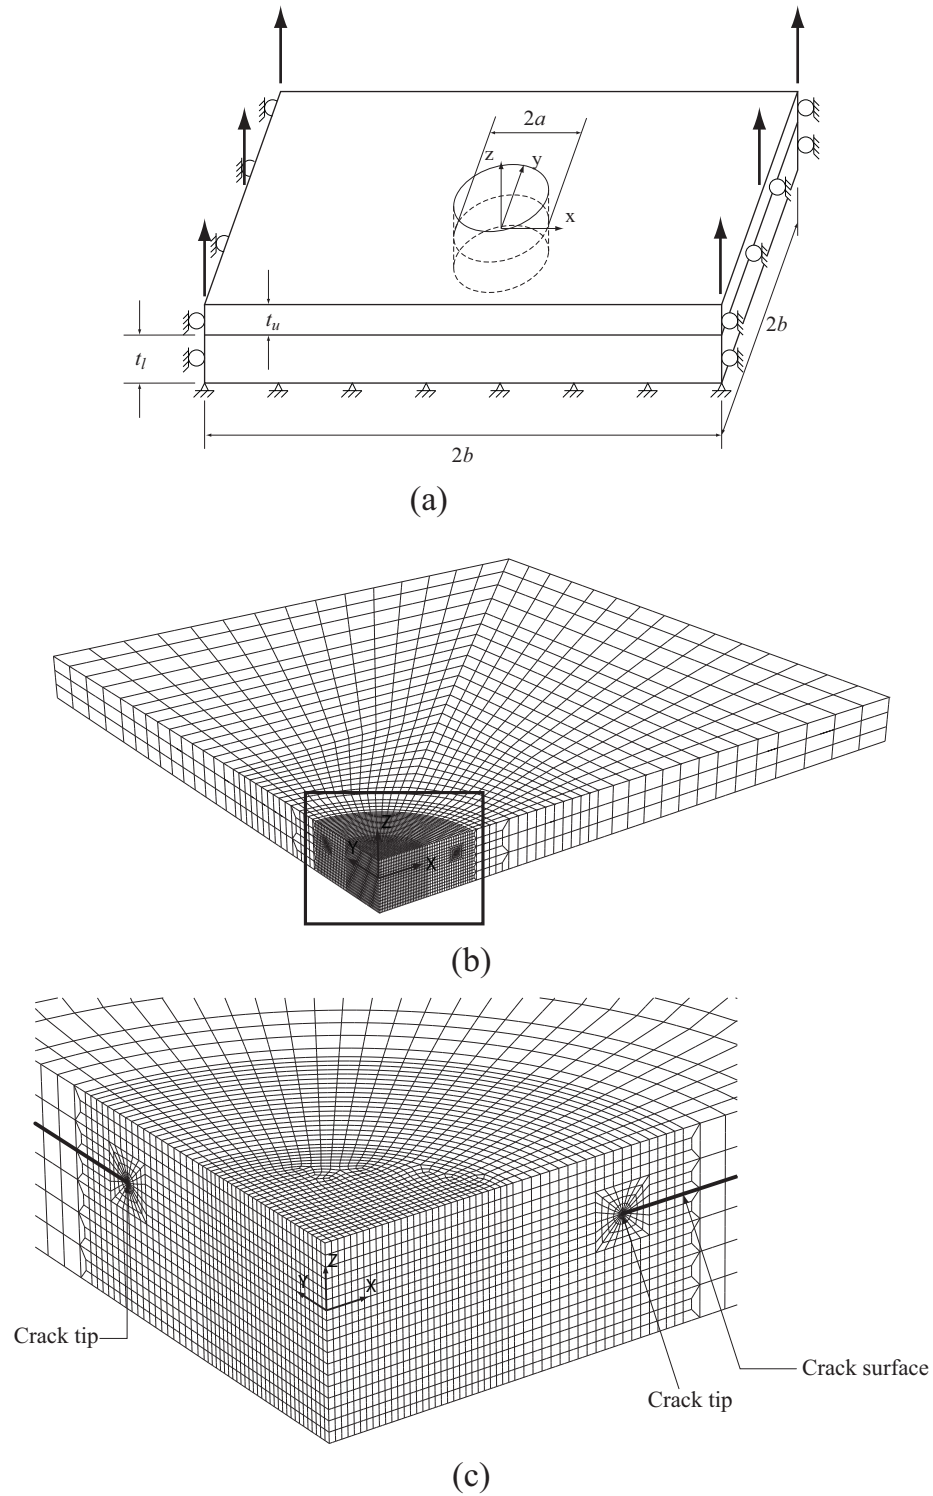 2a
z
y
x
t_u
t_l
2b
2b
(a)
Z
Y
X
(b)
Z
Y
X
Crack tip
Crack surface
Crack tip
(c)